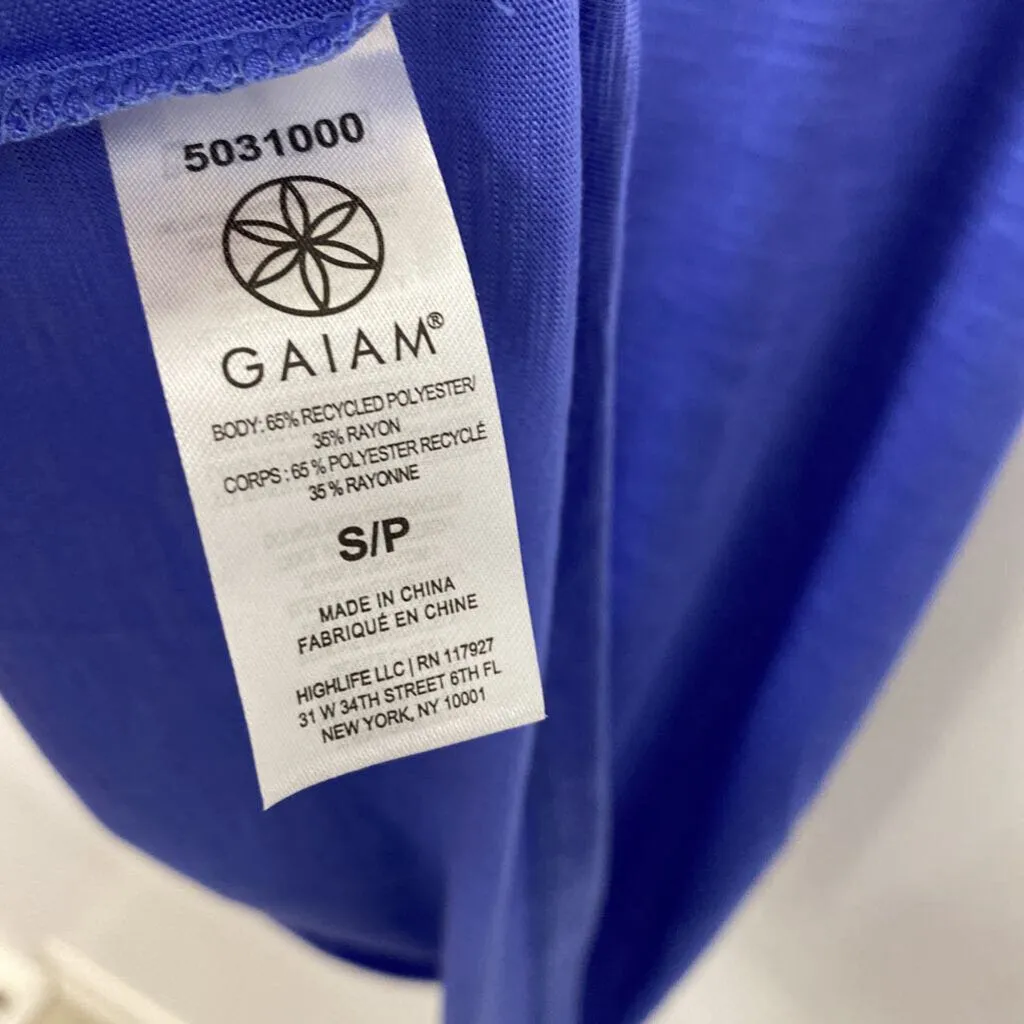 5031000
GAIAM®
BODY: 65% RECYCLED POLYESTER/
35% RAYON
CORPS : 65 % POLYESTER RECYCLÉ
35 % RAYONNE
S/P
MADE IN CHINA
FABRIQUÉ EN CHINE
HIGHLIFE LLC | RN 117927
31 W 34TH STREET 6TH FL
NEW YORK, NY 10001